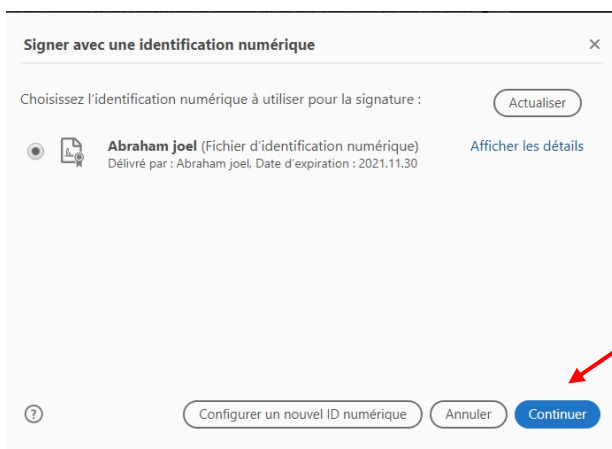 Signer avec une identification numérique
Choisissez l'identification numérique à utiliser pour la signature :
Actualiser
Abraham joel (Fichier d'identification numérique)
Afficher les détails
Délivré par : Abraham joel, Date d'expiration : 2021.11.30
Configurer un nouvel ID numérique
Annuler
Continuer